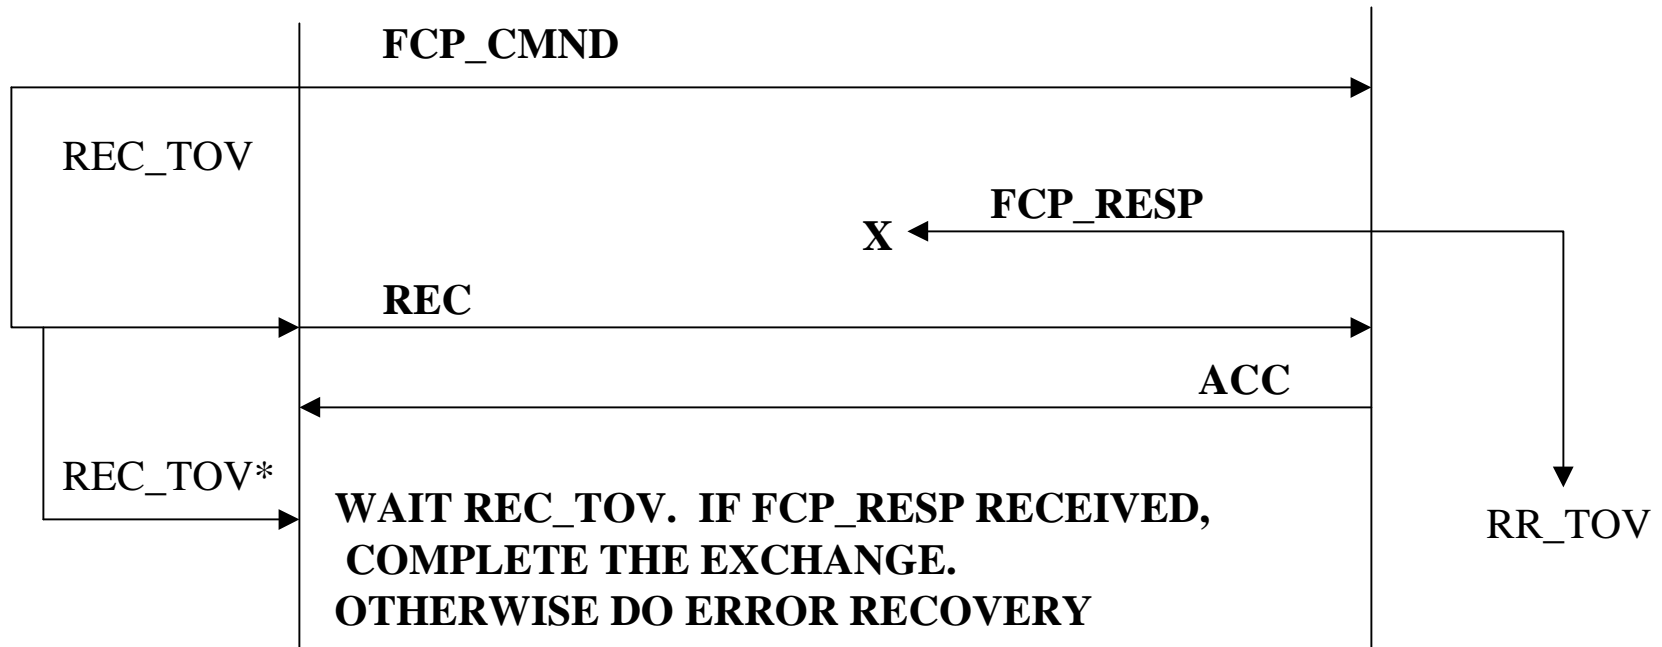 FCP_CMND
REC_TOV
FCP_RESP
X
REC
ACC
REC_TOV*
WAIT REC_TOV. IF FCP_RESP RECEIVED,
COMPLETE THE EXCHANGE.
OTHERWISE DO ERROR RECOVERY
RR_TOV